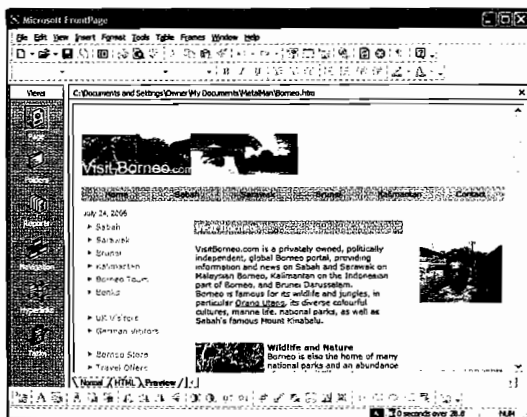 Microsoft FrontPage
File Edit View Insert Format Tools Table Frames Window Help
Views
C:\Documents and Settings\Owner\My Documents\MetalMan\Borneo.htm
Page
Folders
Reports
Navigation
Hyperlinks
Tasks
Visit-Borneo.com
Home Sabah Sarawak Brunei Kalimantan Contact
July 24, 2006
Sabah
Sarawak
Brunei
Kalimantan
Borneo Tours
Books
UK Visitors
German Visitors
Borneo Store
Travel Offers
VisitBorneo.com is a privately owned, politically
independent, global Borneo portal, providing
information and news on Sabah and Sarawak on
Malaysian Borneo, Kalimantan on the Indonesian
part of Borneo, and Brunei Darussalam.
Borneo is famous for its wildlife and jungles, in
particular Orang Utans, its diverse colourful
cultures, marine life, national parks, as well as
Sabah's famous Mount Kinabalu.
Wildlife and Nature
Borneo is also the home of many
national parks and an abundance
Normal HTML Preview
0 seconds over 28.8
NUM